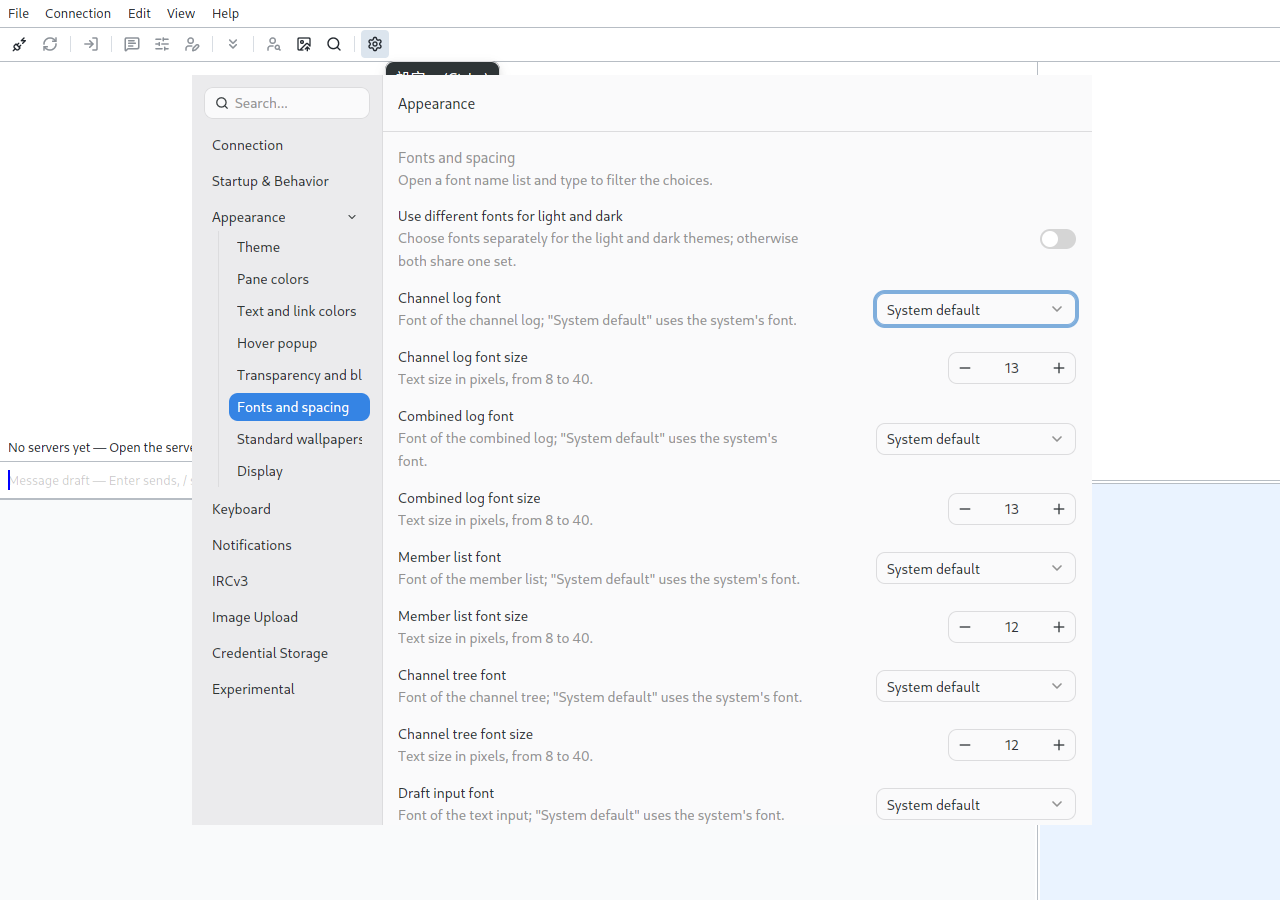 File Connection Edit View Help
Search...
Connection
Startup & Behavior
Appearance
Theme
Pane colors
Text and link colors
Hover popup
Transparency and bl
Fonts and spacing
Standard wallpapers
Display
Keyboard
Notifications
IRCv3
Image Upload
Credential Storage
Experimental
No servers yet — Open the serve
Message draft — Enter sends, /
Appearance
Fonts and spacing
Open a font name list and type to filter the choices.
Use different fonts for light and dark
Choose fonts separately for the light and dark themes; otherwise
both share one set.
Channel log font
Font of the channel log; "System default" uses the system's font.
System default
Channel log font size
Text size in pixels, from 8 to 40.
13
Combined log font
Font of the combined log; "System default" uses the system's
font.
System default
Combined log font size
Text size in pixels, from 8 to 40.
13
Member list font
Font of the member list; "System default" uses the system's font.
System default
Member list font size
Text size in pixels, from 8 to 40.
12
Channel tree font
Font of the channel tree; "System default" uses the system's font.
System default
Channel tree font size
Text size in pixels, from 8 to 40.
12
Draft input font
Font of the text input; "System default" uses the system's font.
System default